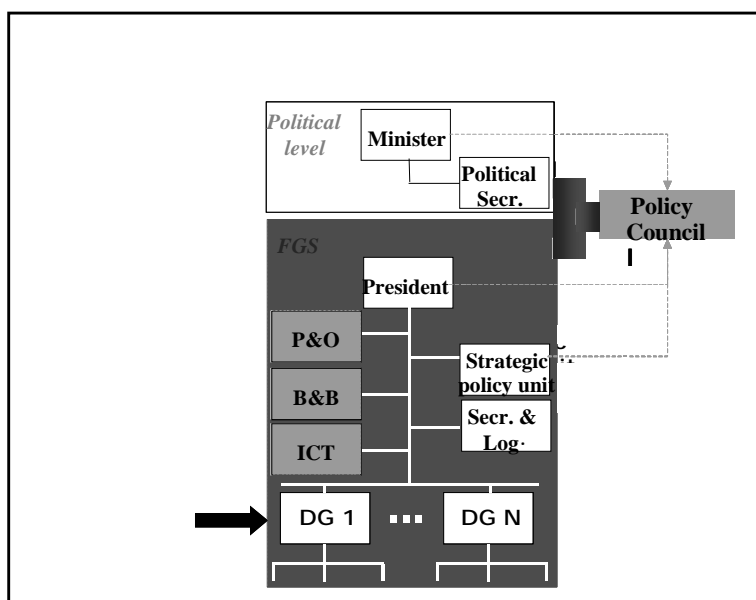 Political
level
Minister
Political
Secr.
Policy
Council
FGS
President
P&O
Strategic
policy unit
B&B
Secr. &
Log.
ICT
DG 1
DG N